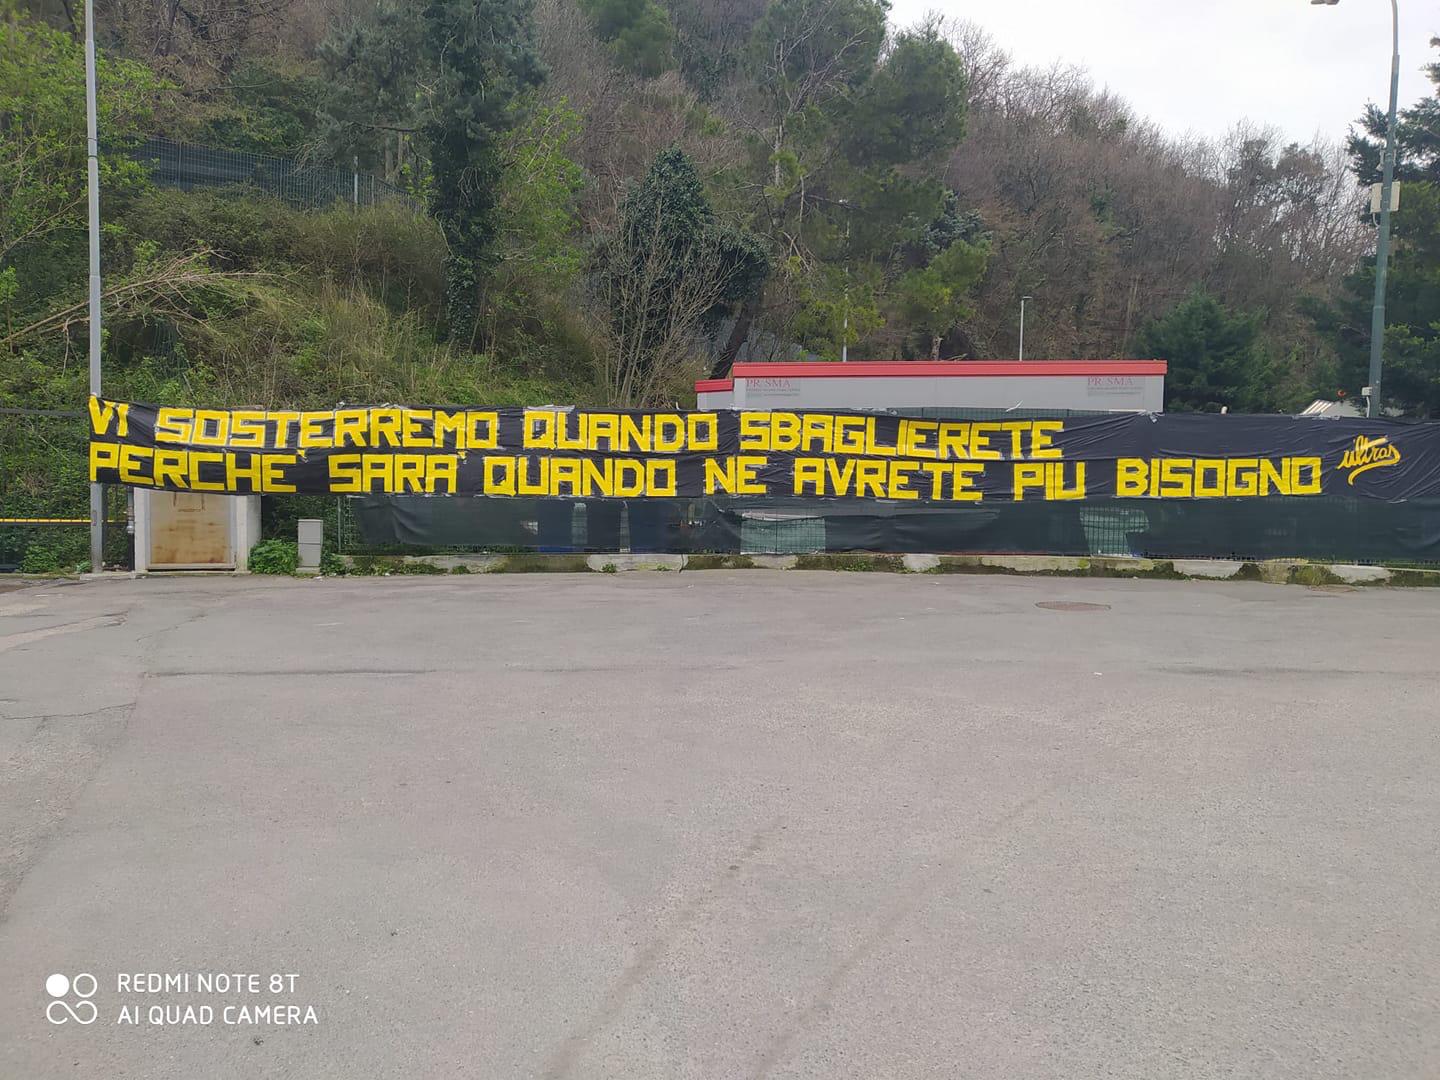 PRISMA
PRISMA
VI SOSTERREMO QUANDO SBAGLIERETE
PERCHE' SARA' QUANDO NE AVRETE PIU BISOGNO
ultras
REDMI NOTE 8T
AI QUAD CAMERA